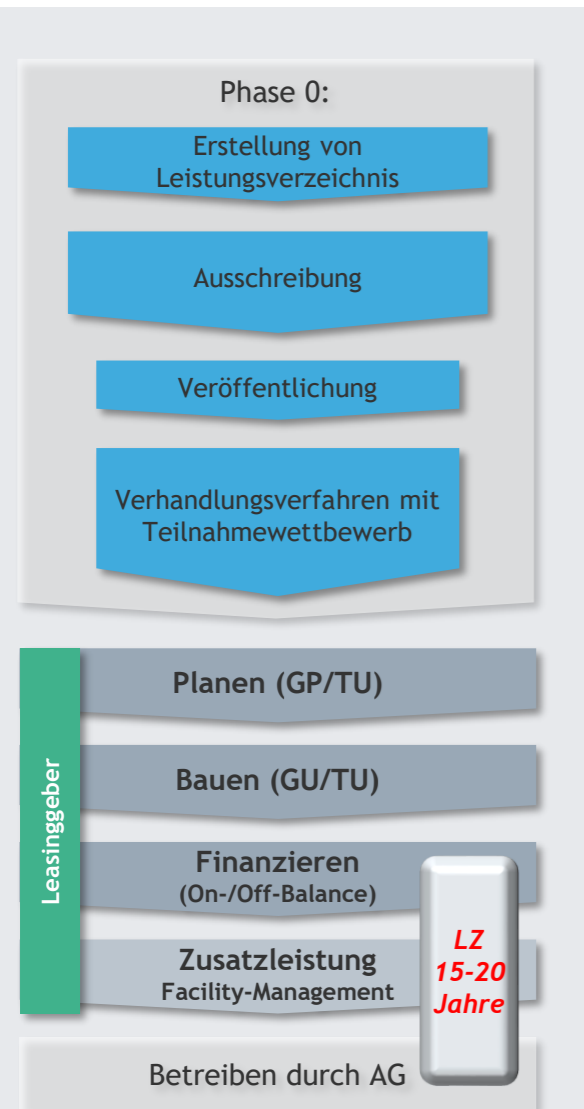 Phase 0:
Erstellung von
Leistungsverzeichnis
Ausschreibung
Veröffentlichung
Verhandlungsverfahren mit
Teilnahmewettbewerb
Leasinggeber
Planen (GP/TU)
Bauen (GU/TU)
Finanzieren
(On-/Off-Balance)
Zusatzleistung
Facility-Management
LZ
15-20
Jahre
Betreiben durch AG